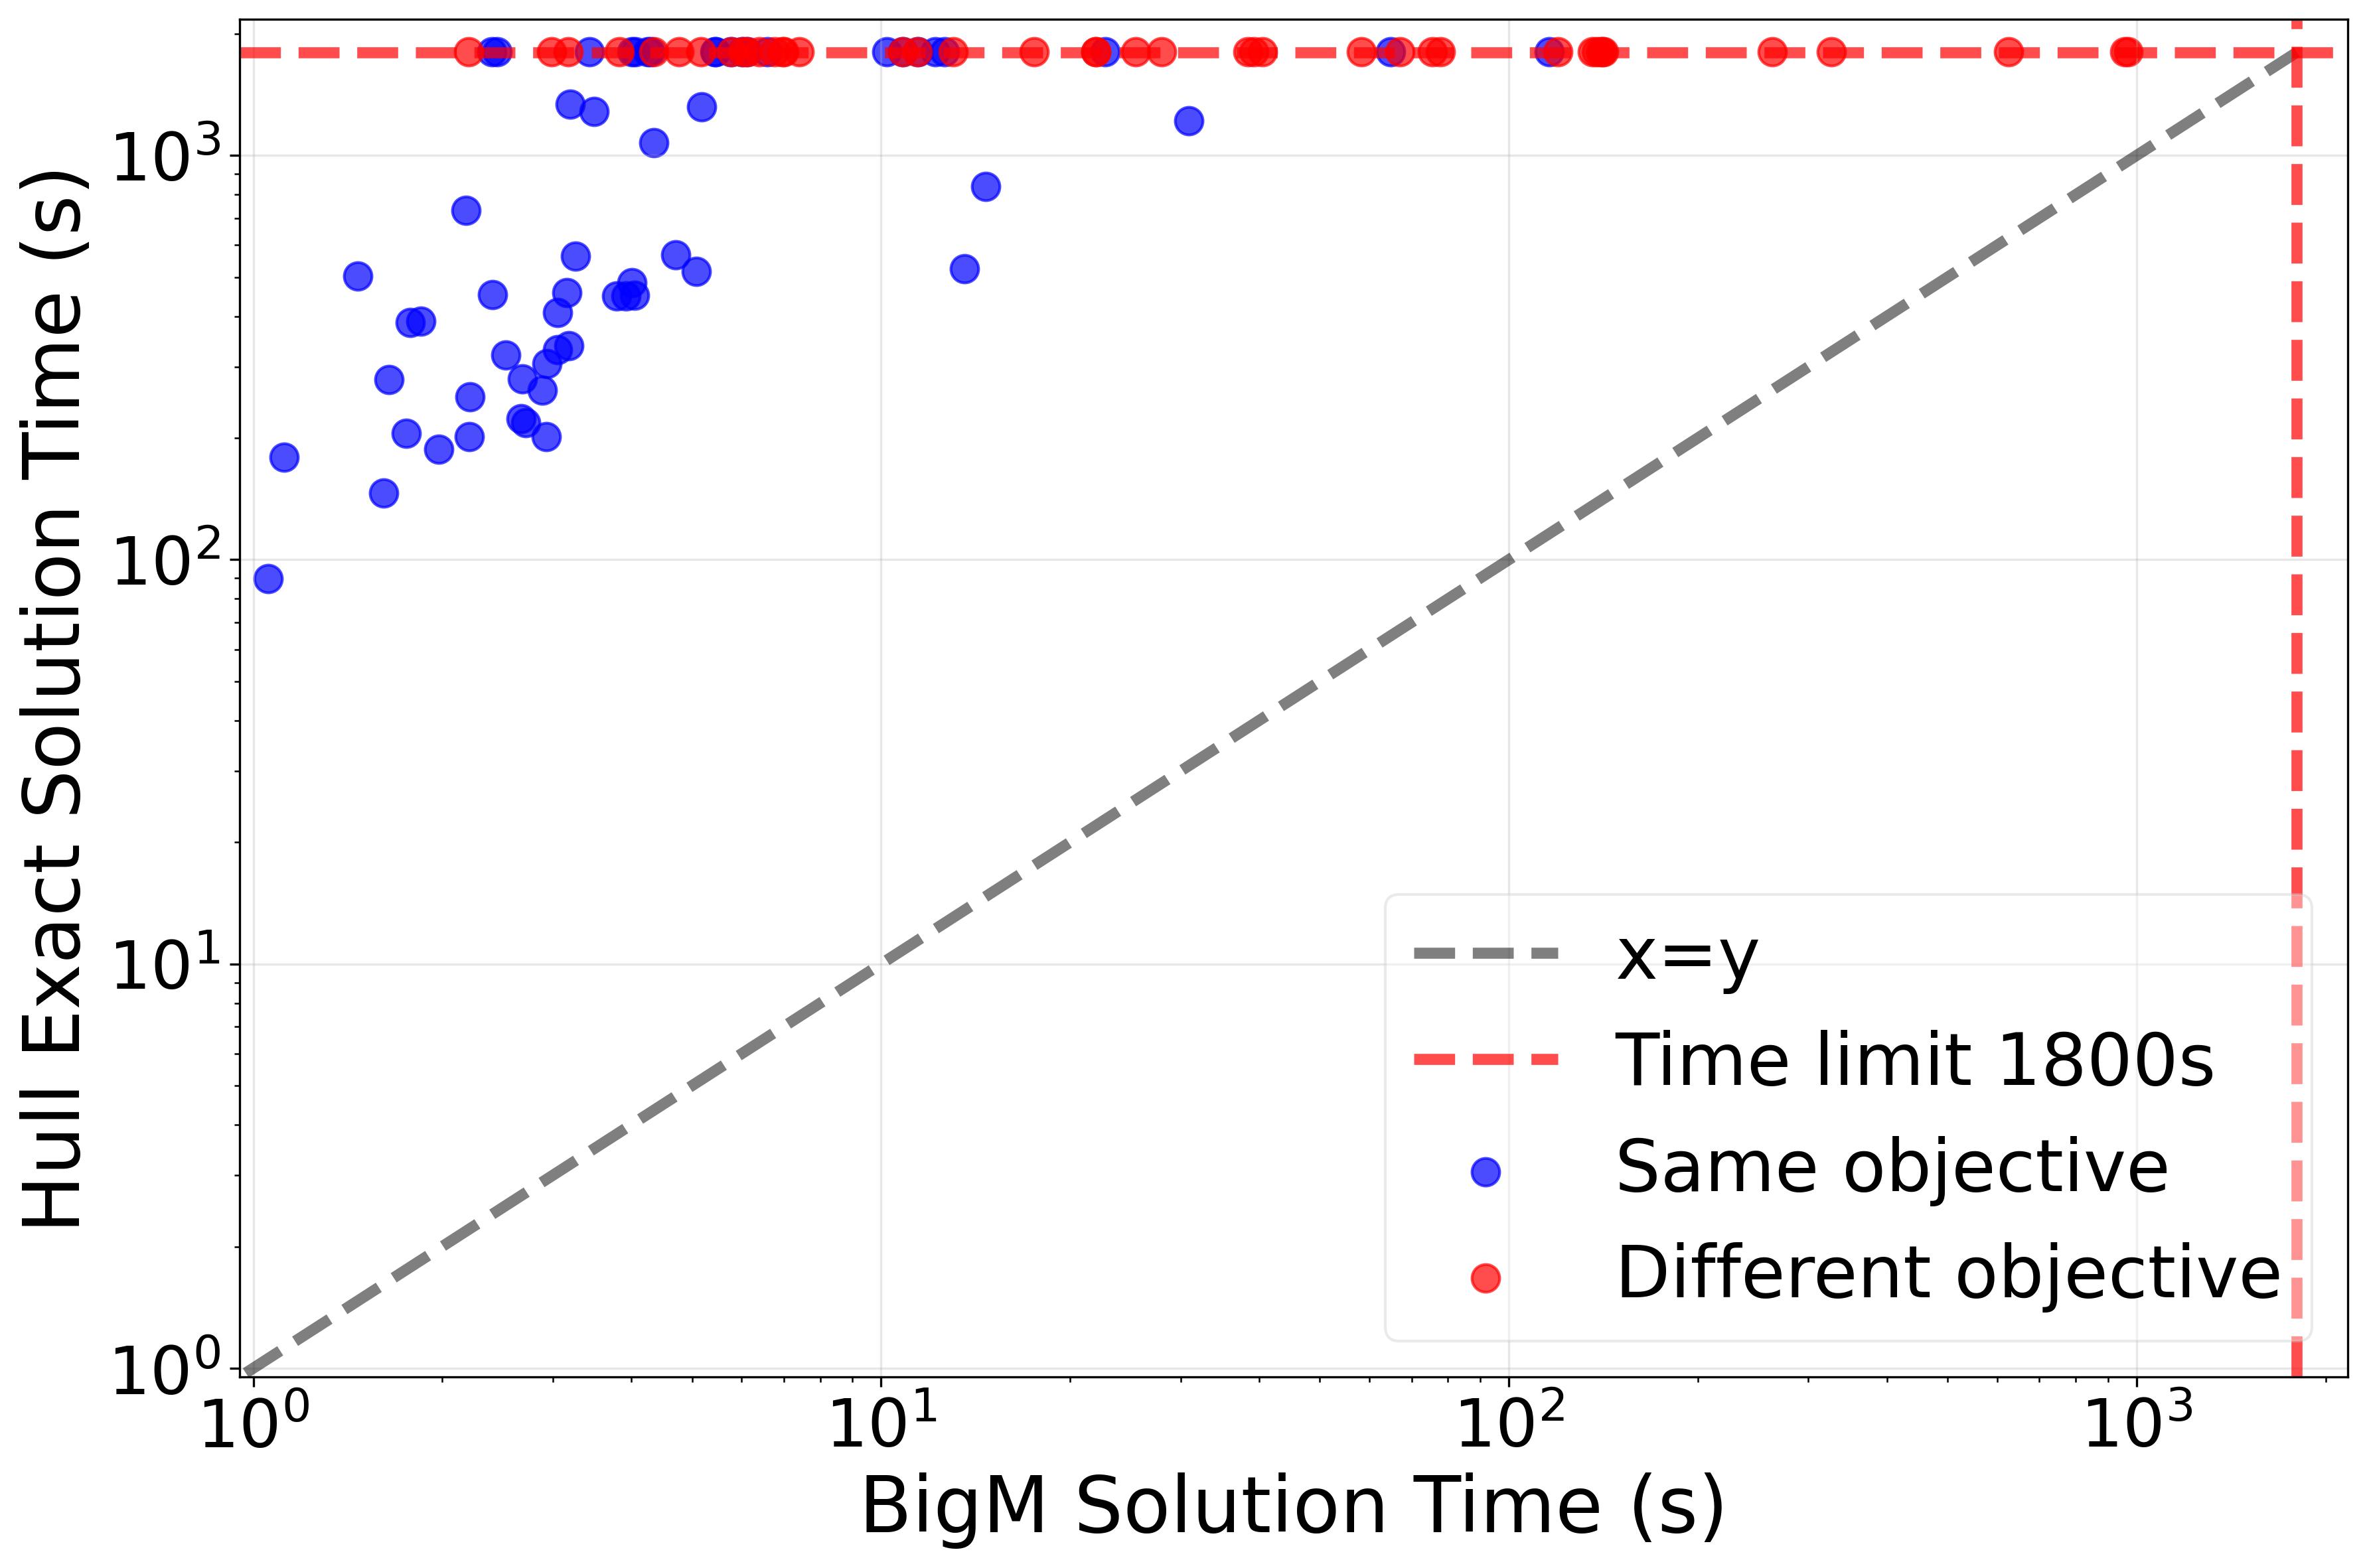 Hull Exact Solution Time (s)
10³
10²
10¹
10⁰
10⁰ 10¹ 10² 10³
BigM Solution Time (s)
x=y
Time limit 1800s
Same objective
Different objective